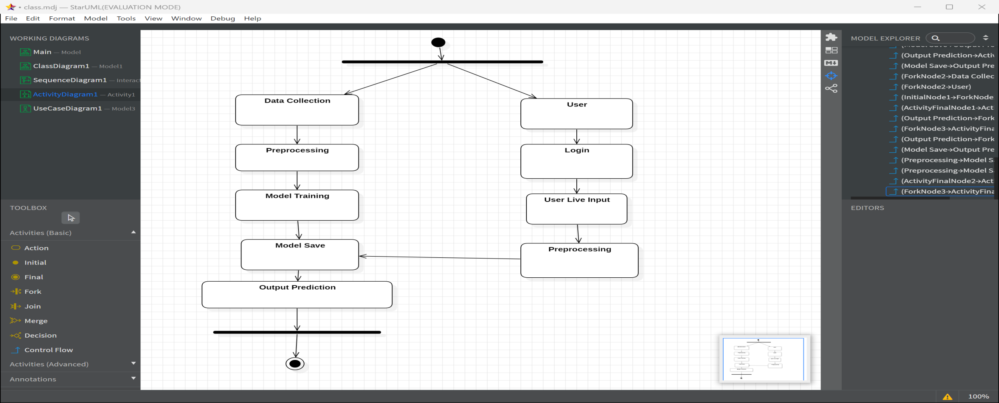 • class.mdj — StarUML(EVALUATION MODE)
File Edit Format Model Tools View Window Debug Help
WORKING DIAGRAMS
Main — Model
ClassDiagram1 — Model1
SequenceDiagram1 — Interact
ActivityDiagram1 — Activity1
UseCaseDiagram1 — Model3
TOOLBOX
Activities (Basic)
Action
Initial
Final
Fork
Join
Merge
Decision
Control Flow
Activities (Advanced)
Annotations
Data Collection
Preprocessing
Model Training
Model Save
Output Prediction
User
Login
User Live Input
Preprocessing
M
MODEL EXPLORER
(Output Prediction→Activ
(Model Save→Output Pre
(ForkNode2→Data Collec
(ForkNode2→User)
(InitialNode1→ForkNode
(ActivityFinalNode1→Act
(Output Prediction→Fork
(ForkNode3→ActivityFina
(Output Prediction→Fork
(Model Save→Output Pre
(Preprocessing→Model S
(Preprocessing→Model S
(ActivityFinalNode2→Act
(ForkNode3→ActivityFina
EDITORS
100%